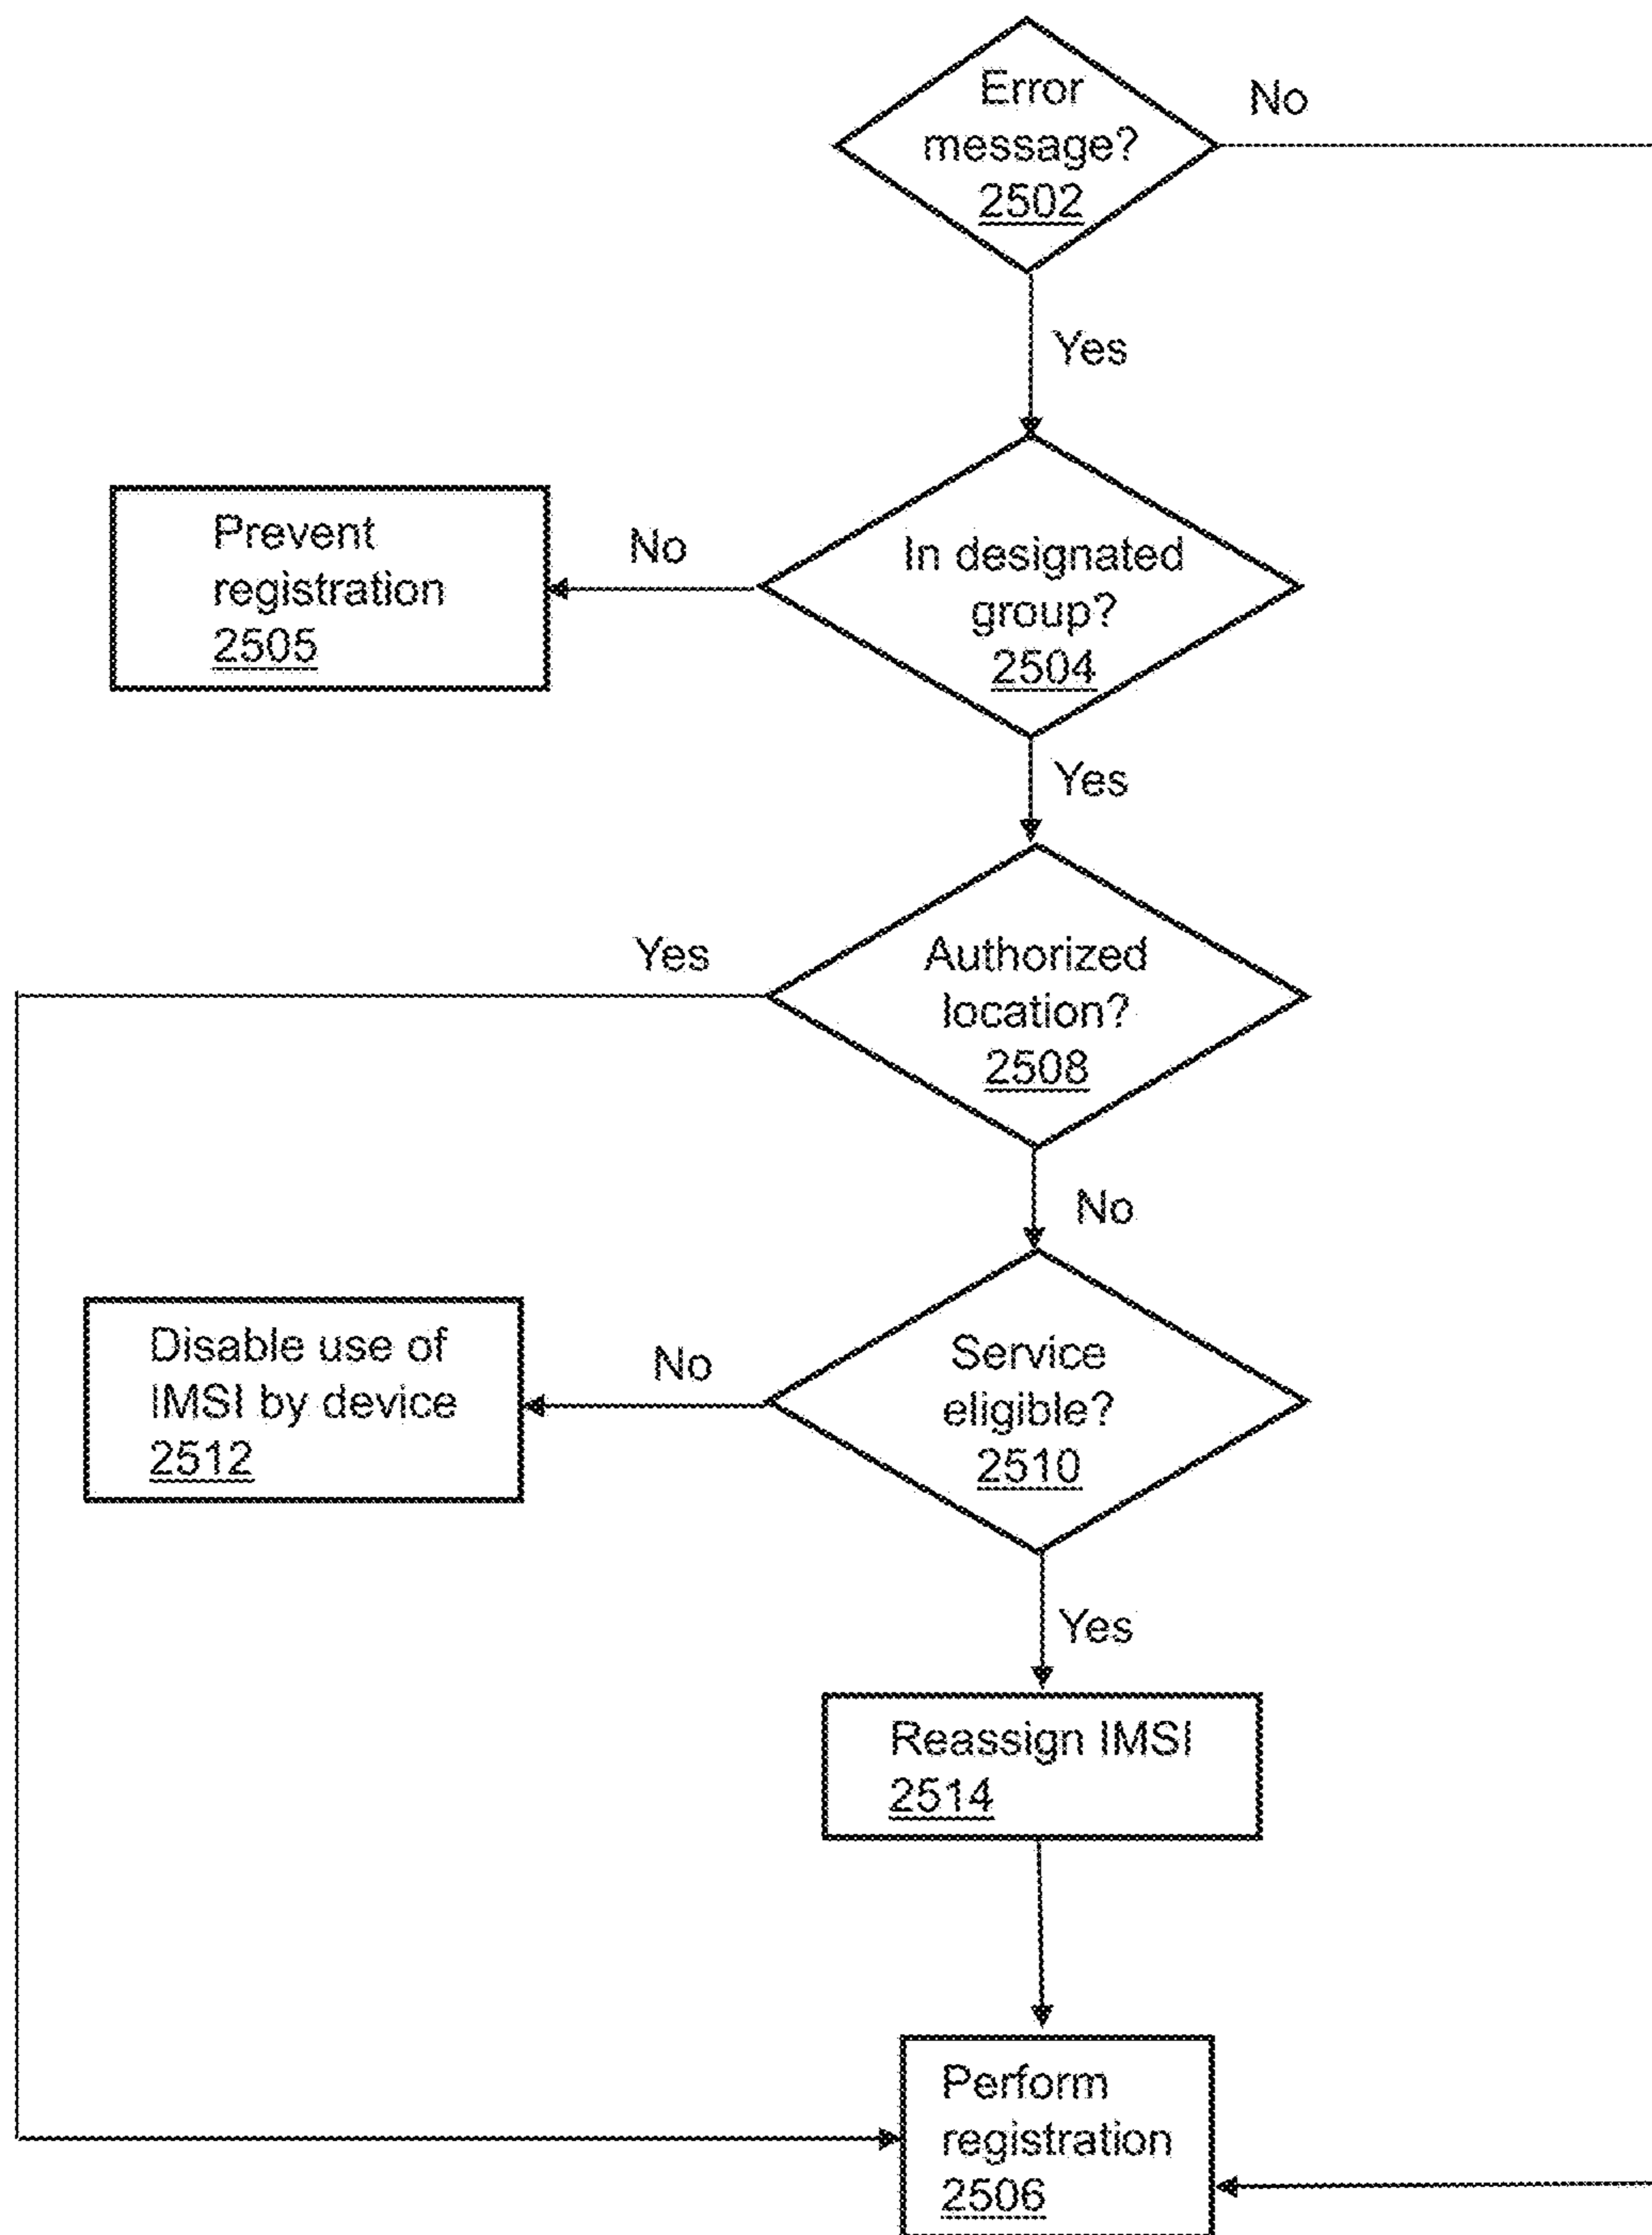 Error
message?
2502
No
Yes
Prevent
registration
2505
No
In designated
group?
2504
Yes
Yes
Authorized
location?
2508
No
Disable use of
IMSI by device
2512
No
Service
eligible?
2510
Yes
Reassign IMSI
2514
Perform
registration
2506